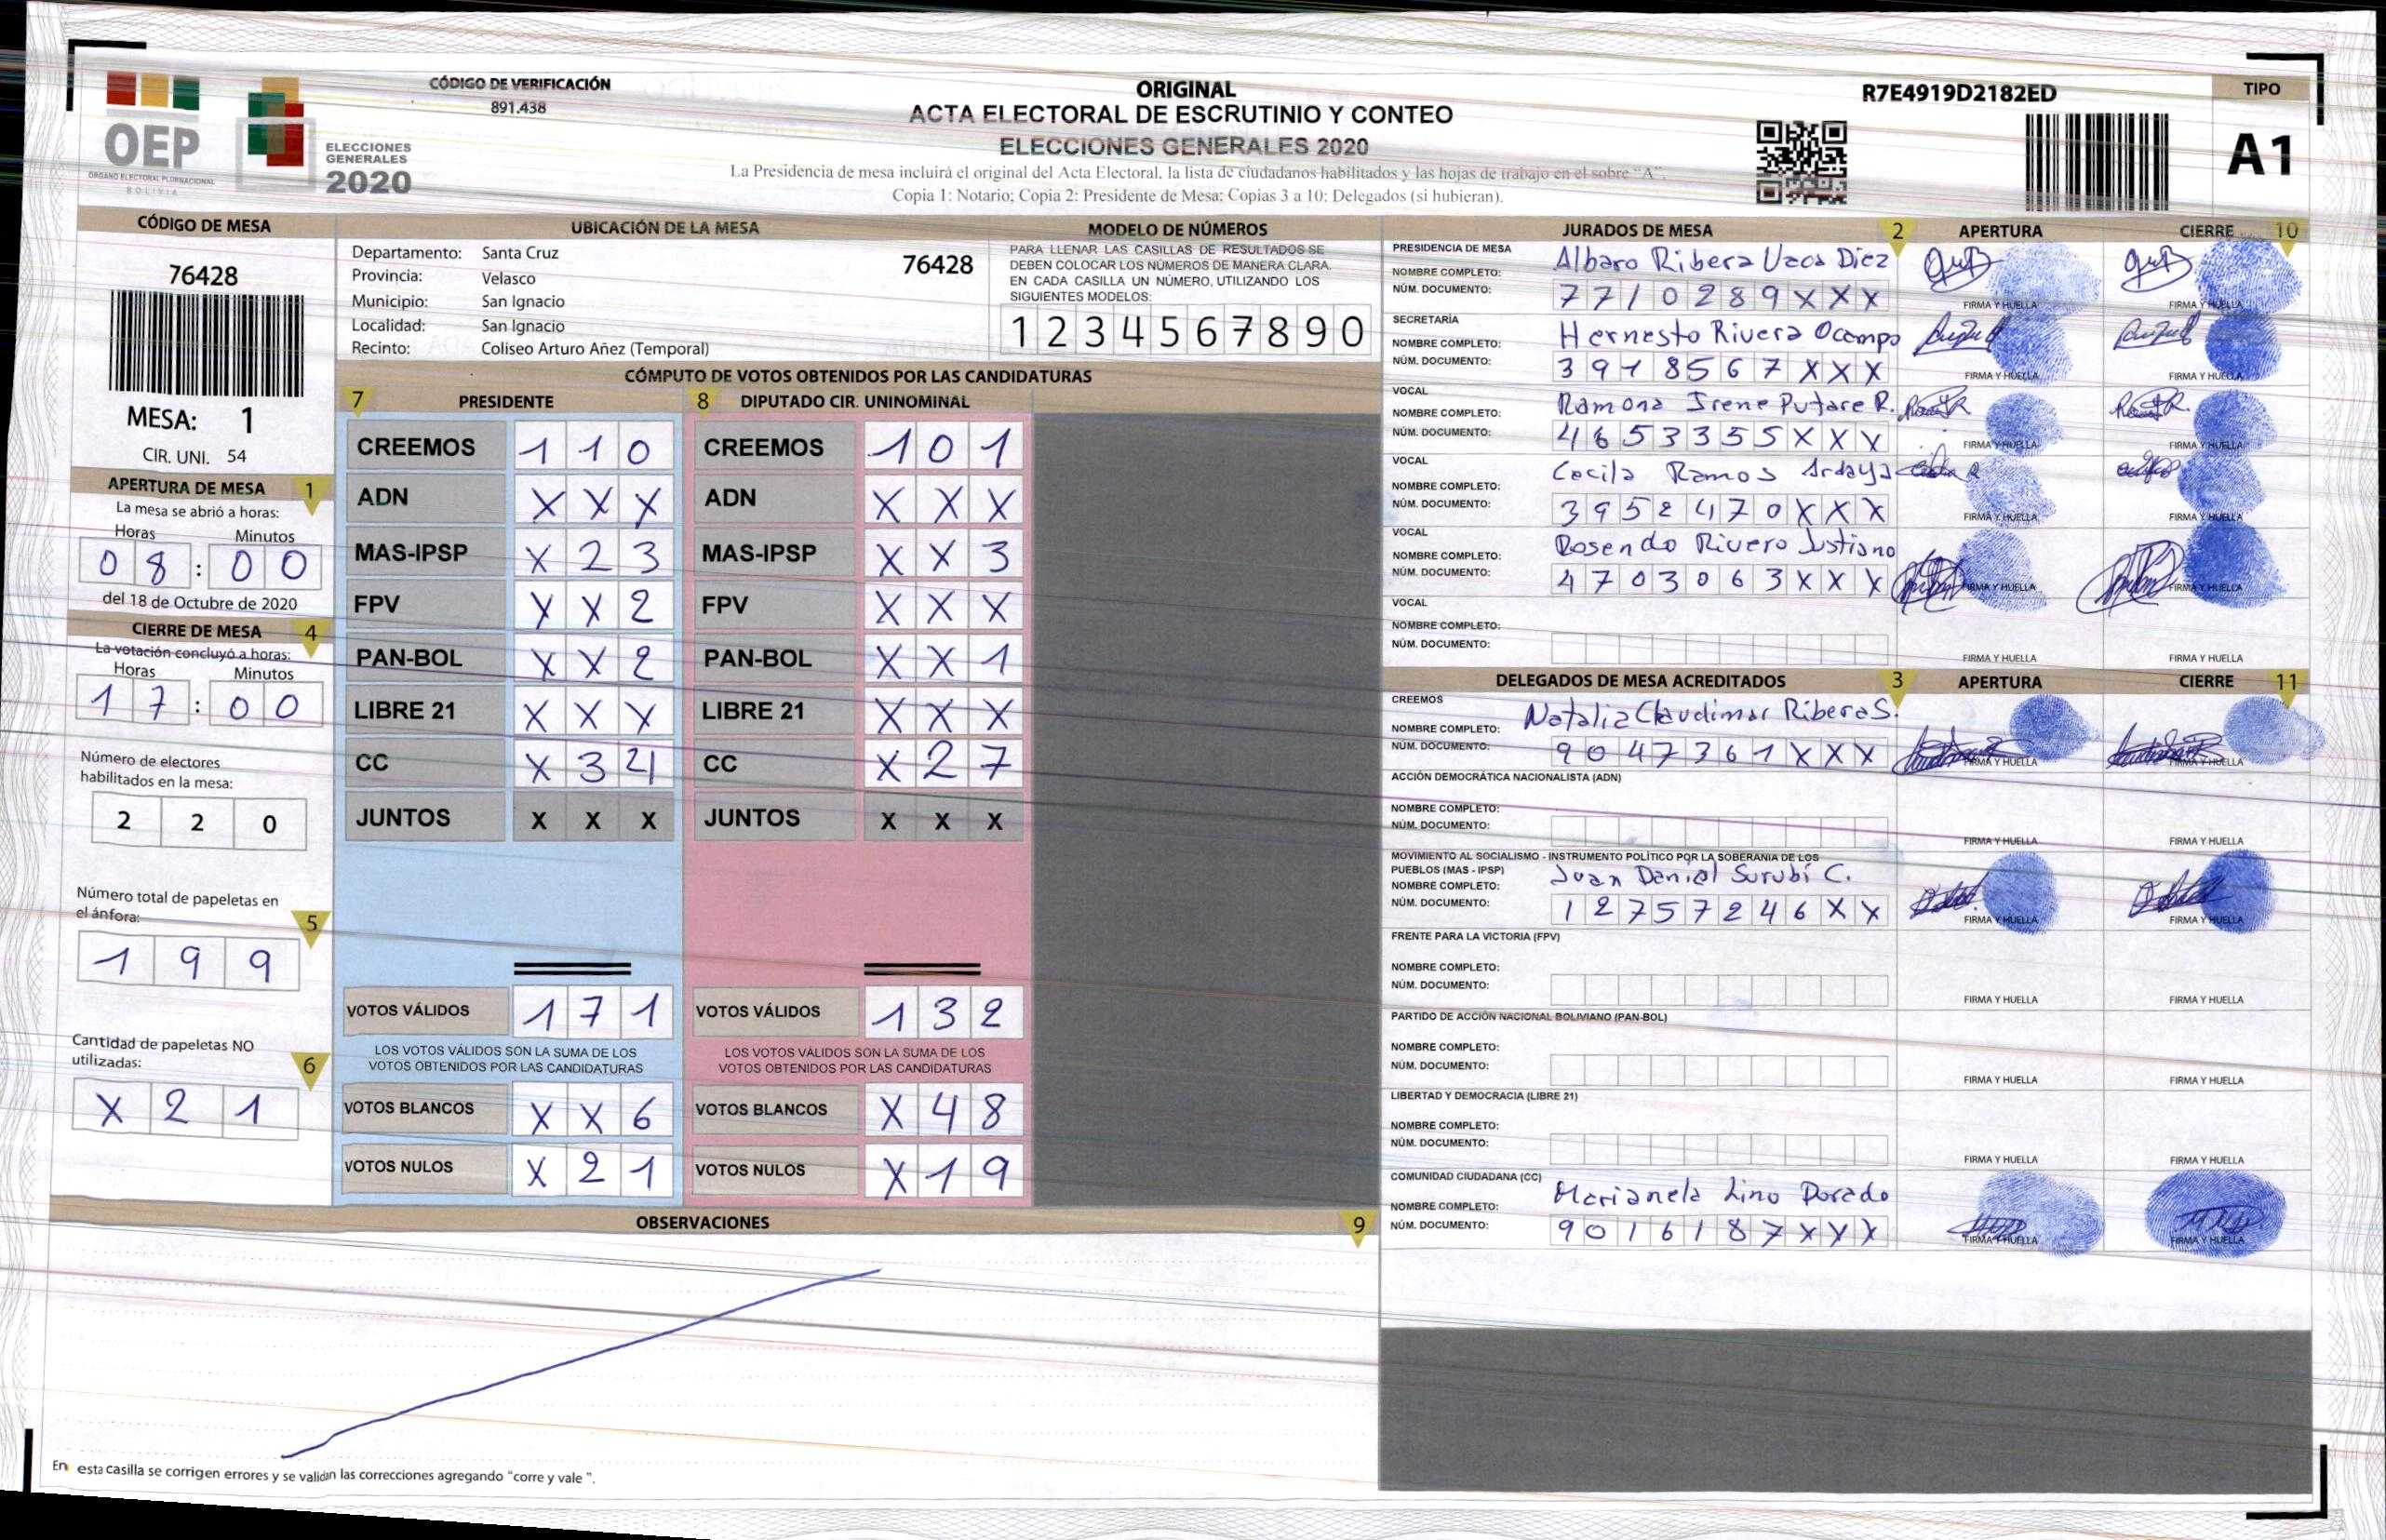 OEP
ÓRGANO ELECTORAL PLURINACIONAL
BOLIVIA
ELECCIONES
GENERALES
2020
CÓDIGO DE VERIFICACIÓN
891.438
ORIGINAL
ACTA ELECTORAL DE ESCRUTINIO Y CONTEO
ELECCIONES GENERALES 2020
La Presidencia de mesa incluirá el original del Acta Electoral, la lista de ciudadanos habilitados y las hojas de trabajo en el sobre "A".
Copia 1: Notario; Copia 2: Presidente de Mesa; Copias 3 a 10: Delegados (si hubieran).
R7E4919D2182ED
TIPO
A1
CÓDIGO DE MESA
76428
MESA: 1
CIR. UNI. 54
APERTURA DE MESA 1
La mesa se abrió a horas:
Horas Minutos
0 8 : 0 0
del 18 de Octubre de 2020
CIERRE DE MESA 4
La votación concluyó a horas:
Horas Minutos
1 7 : 0 0
Número de electores
habilitados en la mesa:
2 2 0
Número total de papeletas en
el ánfora: 5
1 9 9
Cantidad de papeletas NO
utilizadas: 6
X 2 1
UBICACIÓN DE LA MESA
Departamento: Santa Cruz 76428
Provincia: Velasco
Municipio: San Ignacio
Localidad: San Ignacio
Recinto: Coliseo Arturo Añez (Temporal)
MODELO DE NÚMEROS
PARA LLENAR LAS CASILLAS DE RESULTADOS SE
DEBEN COLOCAR LOS NÚMEROS DE MANERA CLARA,
EN CADA CASILLA UN NÚMERO, UTILIZANDO LOS
SIGUIENTES MODELOS:
1 2 3 4 5 6 7 8 9 0
CÓMPUTO DE VOTOS OBTENIDOS POR LAS CANDIDATURAS
7 PRESIDENTE 8 DIPUTADO CIR. UNINOMINAL
CREEMOS 1 1 0 CREEMOS 1 0 1
ADN X X X ADN X X X
MAS-IPSP X 2 3 MAS-IPSP X X 3
FPV X X 2 FPV X X X
PAN-BOL X X 2 PAN-BOL X X 1
LIBRE 21 X X X LIBRE 21 X X X
CC X 3 4 CC X 2 7
JUNTOS X X X JUNTOS X X X
VOTOS VÁLIDOS 1 7 1 VOTOS VÁLIDOS 1 3 2
LOS VOTOS VÁLIDOS SON LA SUMA DE LOS LOS VOTOS VÁLIDOS SON LA SUMA DE LOS
VOTOS OBTENIDOS POR LAS CANDIDATURAS VOTOS OBTENIDOS POR LAS CANDIDATURAS
VOTOS BLANCOS X X 6 VOTOS BLANCOS X 4 8
VOTOS NULOS X 2 1 VOTOS NULOS X 1 9
OBSERVACIONES 9
En esta casilla se corrigen errores y se validan las correcciones agregando "corre y vale ".
JURADOS DE MESA 2 APERTURA CIERRE 10
PRESIDENCIA DE MESA
NOMBRE COMPLETO: Albaro Ribera Vaca Diez
NÚM. DOCUMENTO: 7 7 1 0 2 8 9 X X X
FIRMA Y HUELLA FIRMA Y HUELLA
SECRETARÍA
NOMBRE COMPLETO: Hernesto Rivera Ocampo
NÚM. DOCUMENTO: 3 9 1 8 5 6 7 X X X
FIRMA Y HUELLA FIRMA Y HUELLA
VOCAL
NOMBRE COMPLETO: Ramona Irene Putare R.
NÚM. DOCUMENTO: 4 6 5 3 3 5 5 X X X
FIRMA Y HUELLA FIRMA Y HUELLA
VOCAL
NOMBRE COMPLETO: Cecila Ramos Ardaya
NÚM. DOCUMENTO: 3 9 5 2 4 7 0 X X X
FIRMA Y HUELLA FIRMA Y HUELLA
VOCAL
NOMBRE COMPLETO: Rosendo Rivero Justiano
NÚM. DOCUMENTO: 4 7 0 3 0 6 3 X X X
FIRMA Y HUELLA FIRMA Y HUELLA
VOCAL
NOMBRE COMPLETO:
NÚM. DOCUMENTO:
FIRMA Y HUELLA FIRMA Y HUELLA
DELEGADOS DE MESA ACREDITADOS 3 APERTURA CIERRE 11
CREEMOS
NOMBRE COMPLETO: Natalia Claudimar Ribera S.
NÚM. DOCUMENTO: 9 0 4 7 3 6 1 X X X
FIRMA Y HUELLA FIRMA Y HUELLA
ACCIÓN DEMOCRÁTICA NACIONALISTA (ADN)
NOMBRE COMPLETO:
NÚM. DOCUMENTO:
FIRMA Y HUELLA FIRMA Y HUELLA
MOVIMIENTO AL SOCIALISMO - INSTRUMENTO POLÍTICO POR LA SOBERANIA DE LOS
PUEBLOS (MAS - IPSP)
NOMBRE COMPLETO: Juan Daniel Surubí C.
NÚM. DOCUMENTO: 1 2 7 5 7 2 4 6 X X
FIRMA Y HUELLA FIRMA Y HUELLA
FRENTE PARA LA VICTORIA (FPV)
NOMBRE COMPLETO:
NÚM. DOCUMENTO:
FIRMA Y HUELLA FIRMA Y HUELLA
PARTIDO DE ACCIÓN NACIONAL BOLIVIANO (PAN-BOL)
NOMBRE COMPLETO:
NÚM. DOCUMENTO:
FIRMA Y HUELLA FIRMA Y HUELLA
LIBERTAD Y DEMOCRACIA (LIBRE 21)
NOMBRE COMPLETO:
NÚM. DOCUMENTO:
FIRMA Y HUELLA FIRMA Y HUELLA
COMUNIDAD CIUDADANA (CC)
NOMBRE COMPLETO: Marianela Lino Dorado
NÚM. DOCUMENTO: 9 0 1 6 1 8 7 X X X
FIRMA Y HUELLA FIRMA Y HUELLA